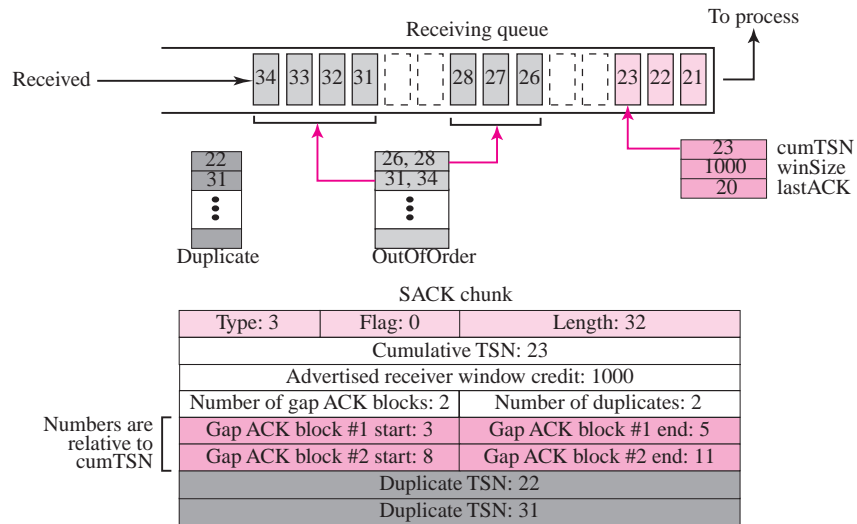 To process
Receiving queue
Received
34 33 32 31 28 27 26 23 22 21
22
31
Duplicate
26, 28
31, 34
OutOfOrder
23 cumTSN
1000 winSize
20 lastACK
SACK chunk
Type: 3 Flag: 0 Length: 32
Cumulative TSN: 23
Advertised receiver window credit: 1000
Number of gap ACK blocks: 2 Number of duplicates: 2
Numbers are
relative to
cumTSN
Gap ACK block #1 start: 3 Gap ACK block #1 end: 5
Gap ACK block #2 start: 8 Gap ACK block #2 end: 11
Duplicate TSN: 22
Duplicate TSN: 31